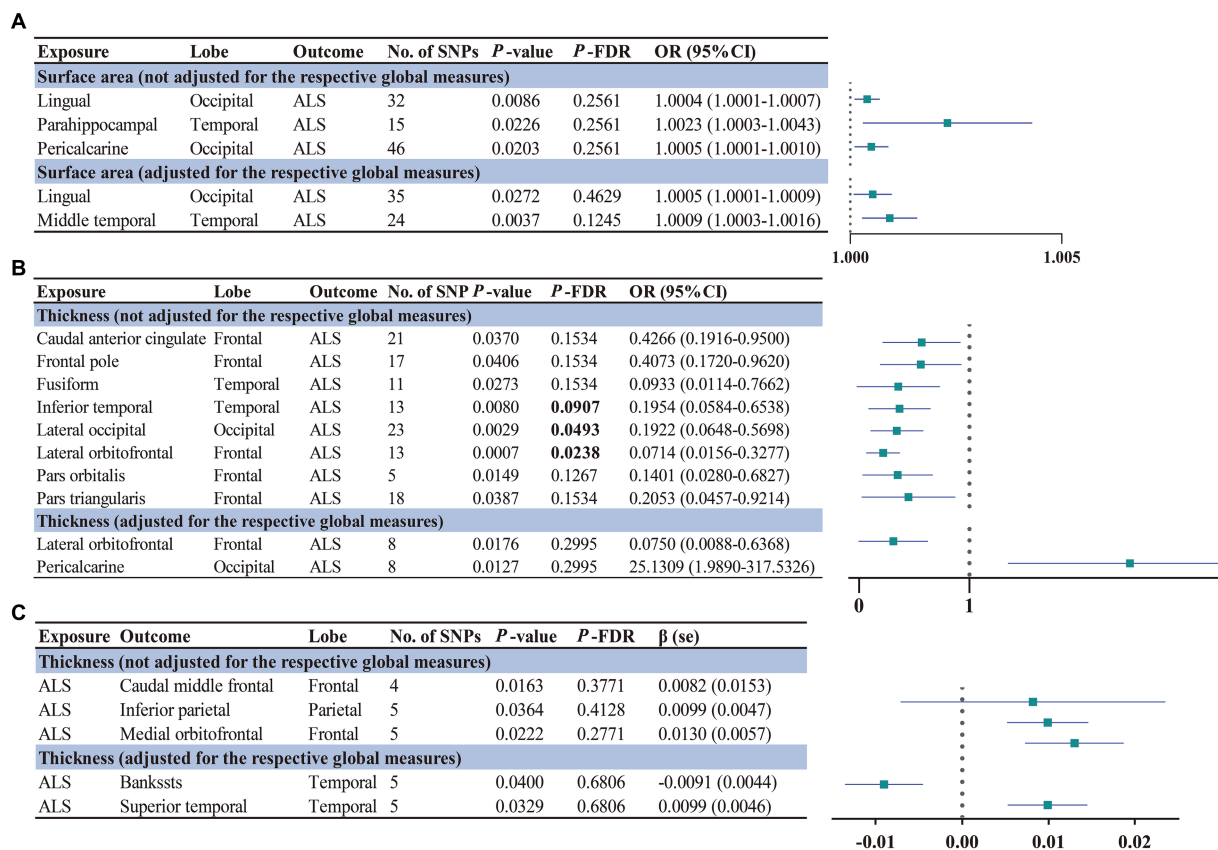 A
Exposure Lobe Outcome No. of SNPs P-value P-FDR OR (95%CI)
Surface area (not adjusted for the respective global measures)
Lingual Occipital ALS 32 0.0086 0.2561 1.0004 (1.0001-1.0007)
Parahippocampal Temporal ALS 15 0.0226 0.2561 1.0023 (1.0003-1.0043)
Pericalcarine Occipital ALS 46 0.0203 0.2561 1.0005 (1.0001-1.0010)
Surface area (adjusted for the respective global measures)
Lingual Occipital ALS 35 0.0272 0.4629 1.0005 (1.0001-1.0009)
Middle temporal Temporal ALS 24 0.0037 0.1245 1.0009 (1.0003-1.0016)
1.000 1.005
B
Exposure Lobe Outcome No. of SNP P-value P-FDR OR (95%CI)
Thickness (not adjusted for the respective global measures)
Caudal anterior cingulate Frontal ALS 21 0.0370 0.1534 0.4266 (0.1916-0.9500)
Frontal pole Frontal ALS 17 0.0406 0.1534 0.4073 (0.1720-0.9620)
Fusiform Temporal ALS 11 0.0273 0.1534 0.0933 (0.0114-0.7662)
Inferior temporal Temporal ALS 13 0.0080 0.0907 0.1954 (0.0584-0.6538)
Lateral occipital Occipital ALS 23 0.0029 0.0493 0.1922 (0.0648-0.5698)
Lateral orbitofrontal Frontal ALS 13 0.0007 0.0238 0.0714 (0.0156-0.3277)
Pars orbitalis Frontal ALS 5 0.0149 0.1267 0.1401 (0.0280-0.6827)
Pars triangularis Frontal ALS 18 0.0387 0.1534 0.2053 (0.0457-0.9214)
Thickness (adjusted for the respective global measures)
Lateral orbitofrontal Frontal ALS 8 0.0176 0.2995 0.0750 (0.0088-0.6368)
Pericalcarine Occipital ALS 8 0.0127 0.2995 25.1309 (1.9890-317.5326)
0 1
C
Exposure Outcome Lobe No. of SNPs P-value P-FDR β (se)
Thickness (not adjusted for the respective global measures)
ALS Caudal middle frontal Frontal 4 0.0163 0.3771 0.0082 (0.0153)
ALS Inferior parietal Parietal 5 0.0364 0.4128 0.0099 (0.0047)
ALS Medial orbitofrontal Frontal 5 0.0222 0.2771 0.0130 (0.0057)
Thickness (adjusted for the respective global measures)
ALS Bankssts Temporal 5 0.0400 0.6806 -0.0091 (0.0044)
ALS Superior temporal Temporal 5 0.0329 0.6806 0.0099 (0.0046)
-0.01 0.00 0.01 0.02